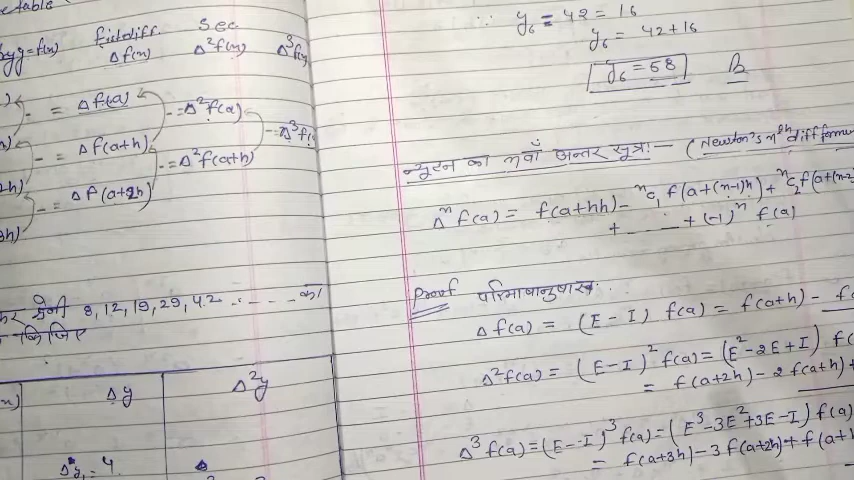 etable
y=f(x) first diff. Sec
Δf(x) Δ²f(x) Δ³f(x)
- = Δf(a) -=Δ²f(a)
- = Δf(a+h) -=Δ³f(
-=Δ²f(a+h)
-= Δf(a+2h)
श्रेणी 8, 12, 19, 29, 42 ..... का
कीजिए
Δy Δ²y
Δy₁ = 4 Δ
∵ y₆ - 42 = 16
y₆ = 42+16
y₆ = 58
न्यूटन का nवाँ अन्तर सूत्र:— (Newton's nth diff formu
Δⁿf(a) = f(a+nh) - ⁿC₁ f(a+(n-1)h) + ⁿC₂ f(a+(n-2
+ ...... + (-1)ⁿ f(a)
Proof परिभाषानुसार
Δf(a) = (E-I) f(a) = f(a+h) - f(
Δ²f(a) = (E-I)² f(a) = (E²-2E+I) f(
= f(a+2h) - 2f(a+h) +
Δ³f(a) = (E-I)³ f(a) = (E³-3E²+3E-I) f(a)
= f(a+3h) - 3f(a+2h) + f(a+